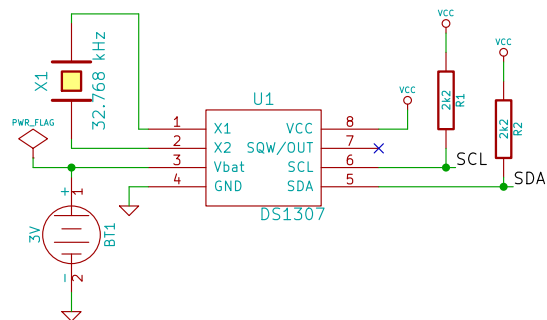 VCC
VCC
X1
32.768 kHz
VCC
2k2
R1
U1
PWR_FLAG
2k2
R2
1 X1 VCC 8
2 X2 SQW/OUT 7
3 Vbat SCL 6
SCL
4 GND SDA 5
SDA
DS1307
+
1
3V
BT1
−
2